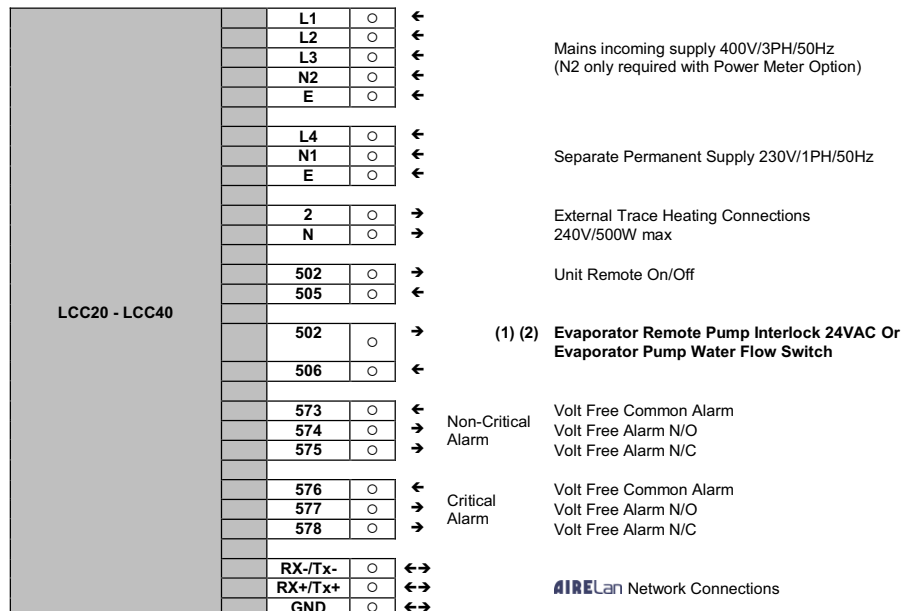 L1
L2
L3
N2
E
Mains incoming supply 400V/3PH/50Hz
(N2 only required with Power Meter Option)
L4
N1
E
Separate Permanent Supply 230V/1PH/50Hz
2
N
External Trace Heating Connections
240V/500W max
502
505
Unit Remote On/Off
LCC20 - LCC40
502
506
(1) (2) Evaporator Remote Pump Interlock 24VAC Or
Evaporator Pump Water Flow Switch
573
574
575
Non-Critical
Alarm
Volt Free Common Alarm
Volt Free Alarm N/O
Volt Free Alarm N/C
576
577
578
Critical
Alarm
Volt Free Common Alarm
Volt Free Alarm N/O
Volt Free Alarm N/C
RX-/Tx-
RX+/Tx+
GND
AIRELan Network Connections